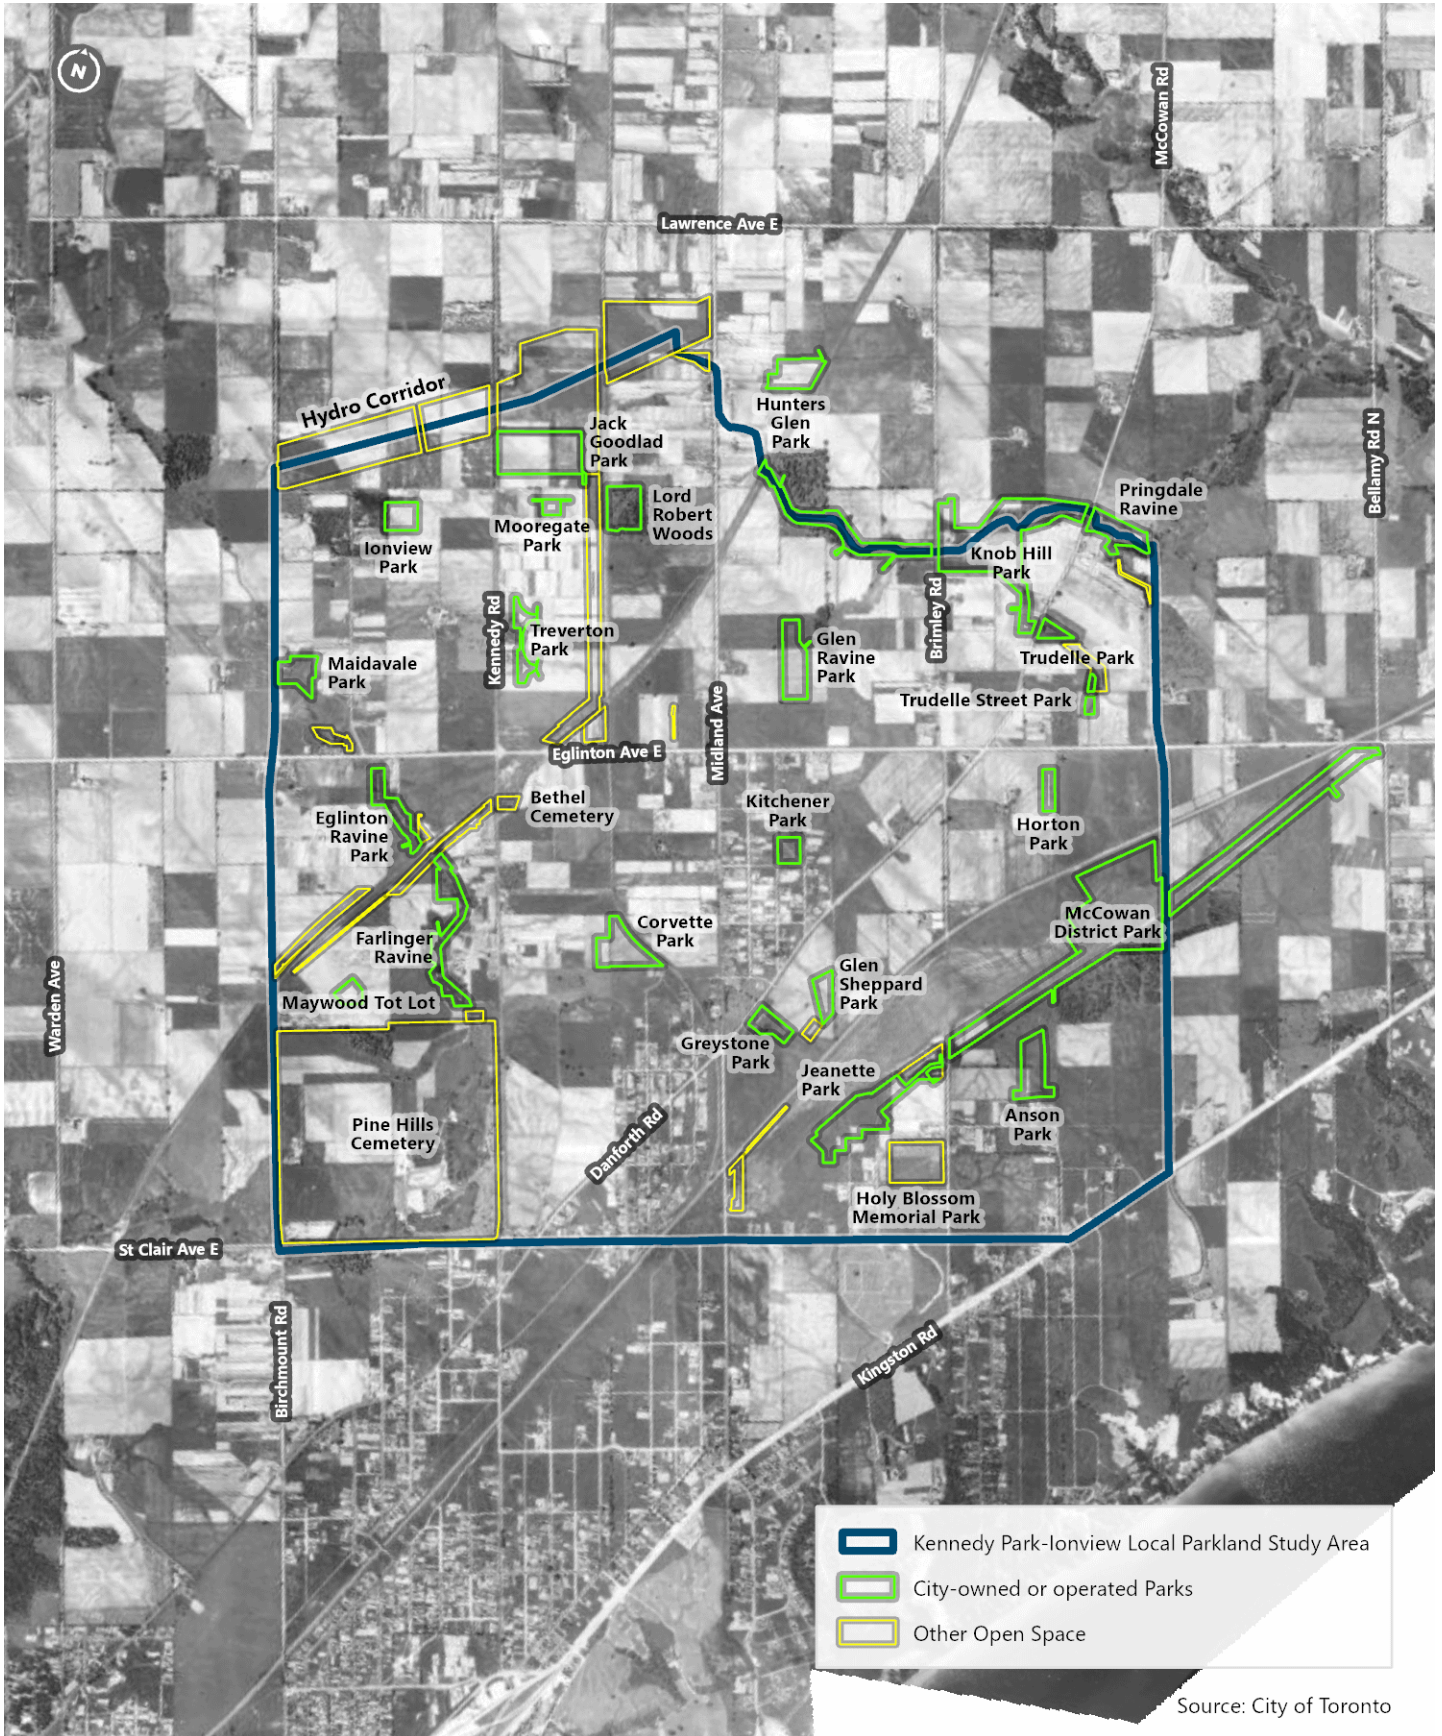 N
McCowan Rd
Lawrence Ave E
Hydro Corridor
Hunters
Glen
Park
Jack
Goodlad
Park
Bellamy Rd N
Pringdale
Ravine
Lord
Robert
Woods
Mooregate
Park
Ionview
Park
Knob Hill
Park
Brimley Rd
Kennedy Rd
Treverton
Park
Glen
Ravine
Park
Maidavale
Park
Trudelle Park
Trudelle Street Park
Midland Ave
Eglinton Ave E
Bethel
Cemetery
Kitchener
Park
Eglinton
Ravine
Park
Horton
Park
McCowan
District Park
Corvette
Park
Farlinger
Ravine
Glen
Sheppard
Park
Maywood Tot Lot
Warden Ave
Greystone
Park
Jeanette
Park
Anson
Park
Pine Hills
Cemetery
Danforth Rd
Holy Blossom
Memorial Park
St Clair Ave E
Birchmount Rd
Kingston Rd
Kennedy Park-Ionview Local Parkland Study Area
City-owned or operated Parks
Other Open Space
Source: City of Toronto